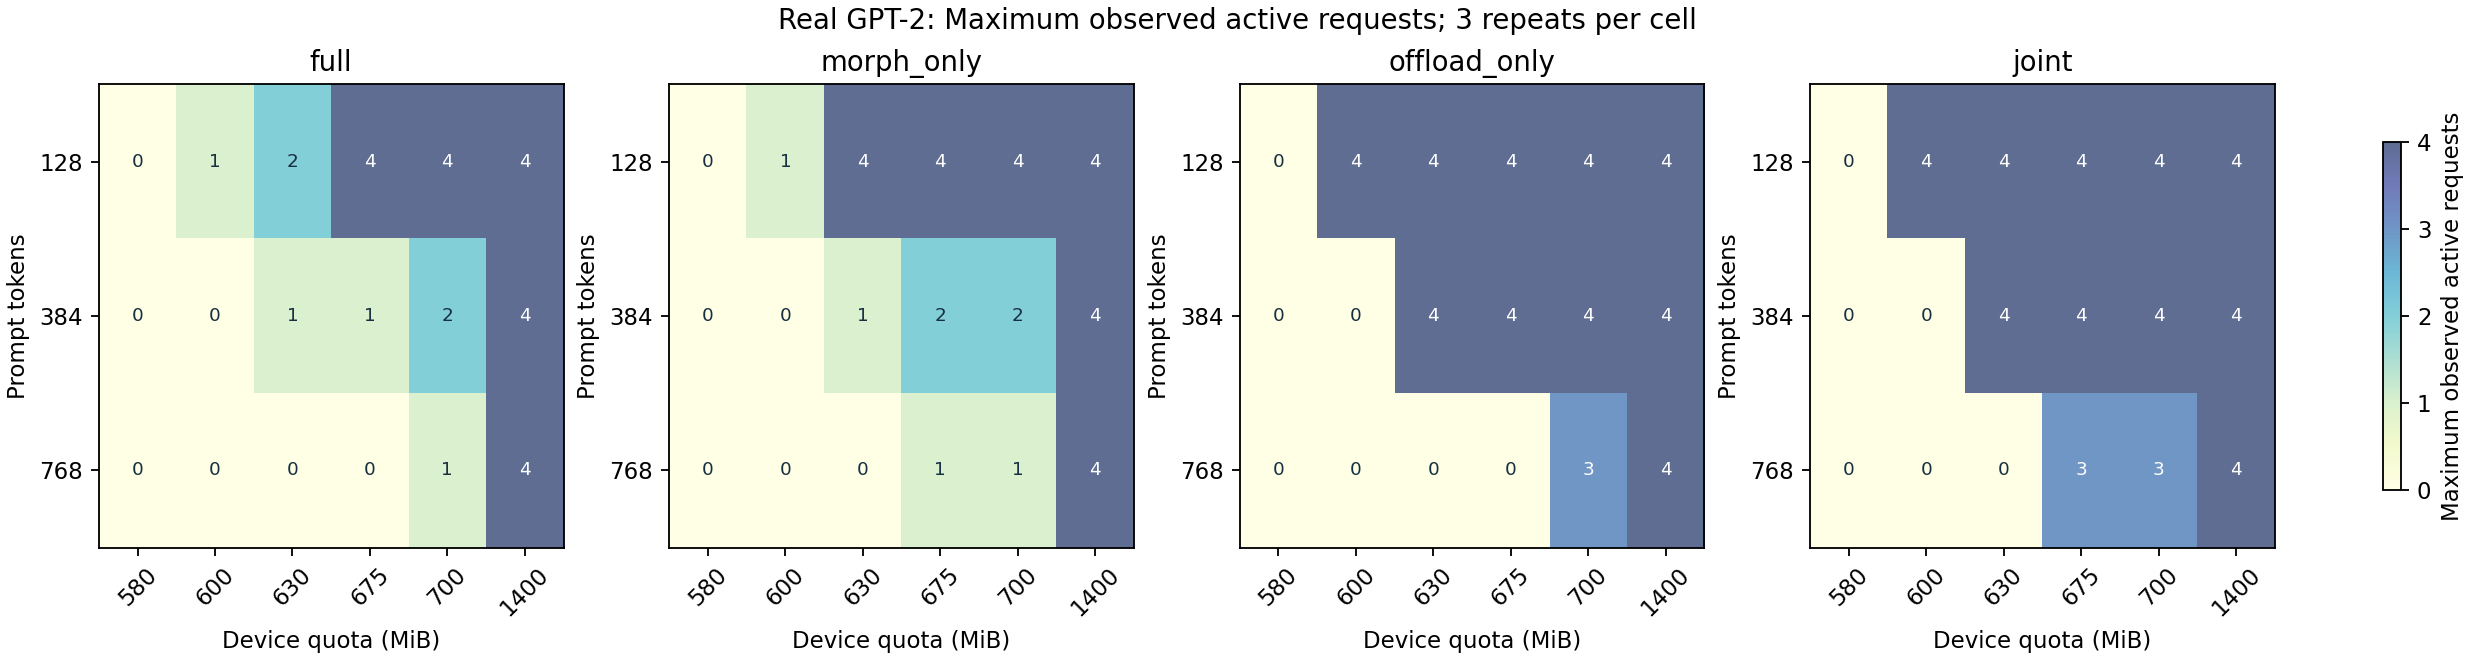 Real GPT-2: Maximum observed active requests; 3 repeats per cell
full
Prompt tokens
128
0 1 2 4 4 4
384
0 0 1 1 2 4
768
0 0 0 0 1 4
580 600 630 675 700 1400
Device quota (MiB)
morph_only
Prompt tokens
128
0 1 4 4 4 4
384
0 0 1 2 2 4
768
0 0 0 1 1 4
580 600 630 675 700 1400
Device quota (MiB)
offload_only
Prompt tokens
128
0 4 4 4 4 4
384
0 0 4 4 4 4
768
0 0 0 0 3 4
580 600 630 675 700 1400
Device quota (MiB)
joint
Prompt tokens
128
0 4 4 4 4 4
384
0 0 4 4 4 4
768
0 0 0 3 3 4
580 600 630 675 700 1400
Device quota (MiB)
4
3
2
1
0
Maximum observed active requests